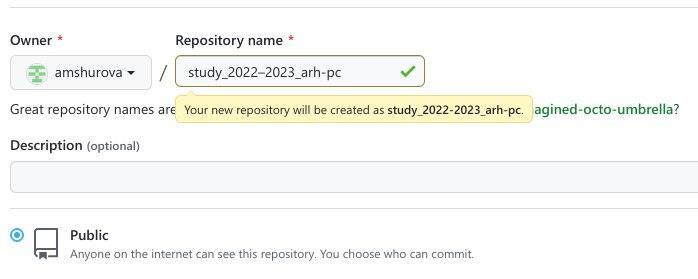 Owner * Repository name *
amshurova / study_2022–2023_arh-pc
Great repository names are Your new repository will be created as study_2022-2023_arh-pc. agined-octo-umbrella?
Description (optional)
Public
Anyone on the internet can see this repository. You choose who can commit.